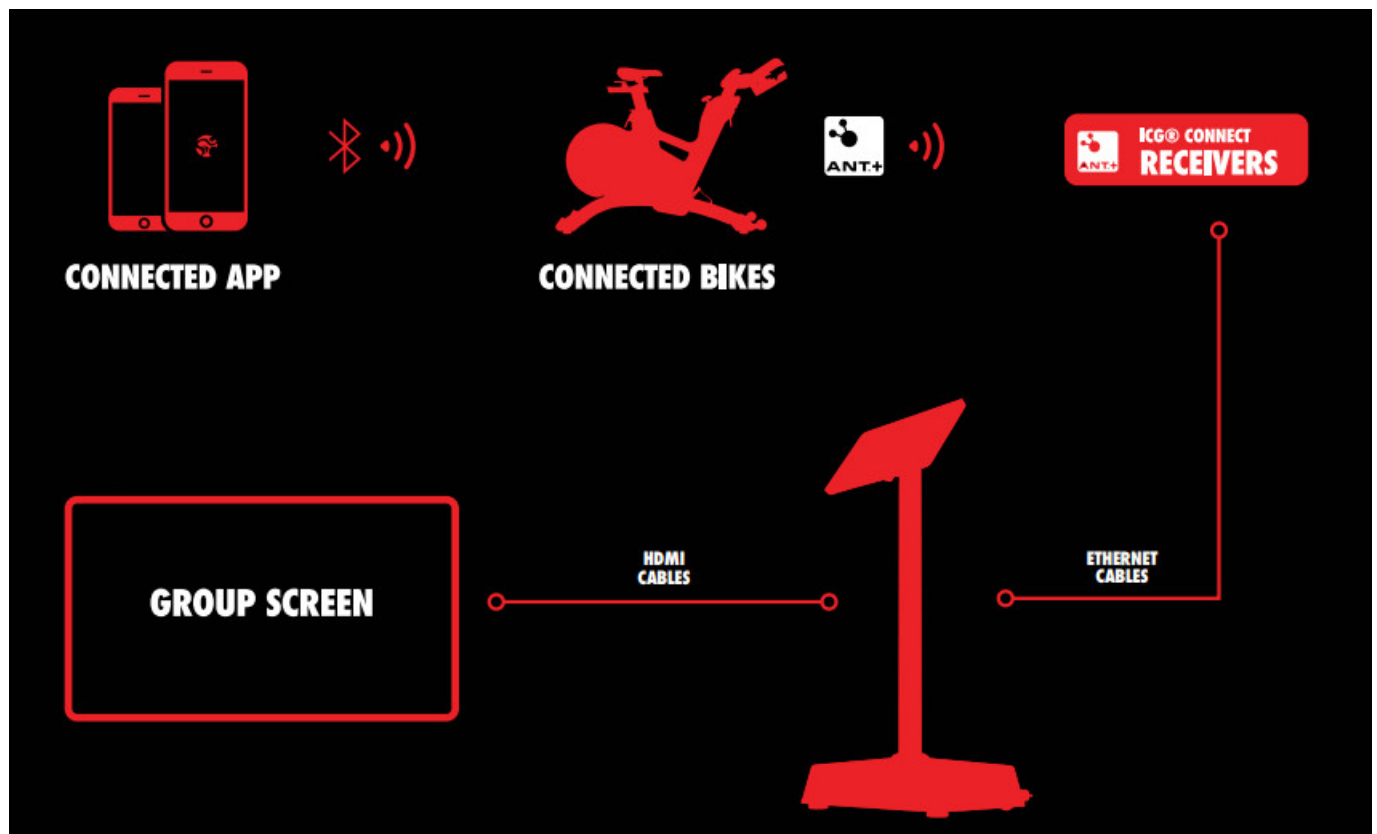 ANT.+
ANT.+
ICG® CONNECT
RECEIVERS
CONNECTED APP
CONNECTED BIKES
HDMI
CABLES
ETHERNET
CABLES
GROUP SCREEN